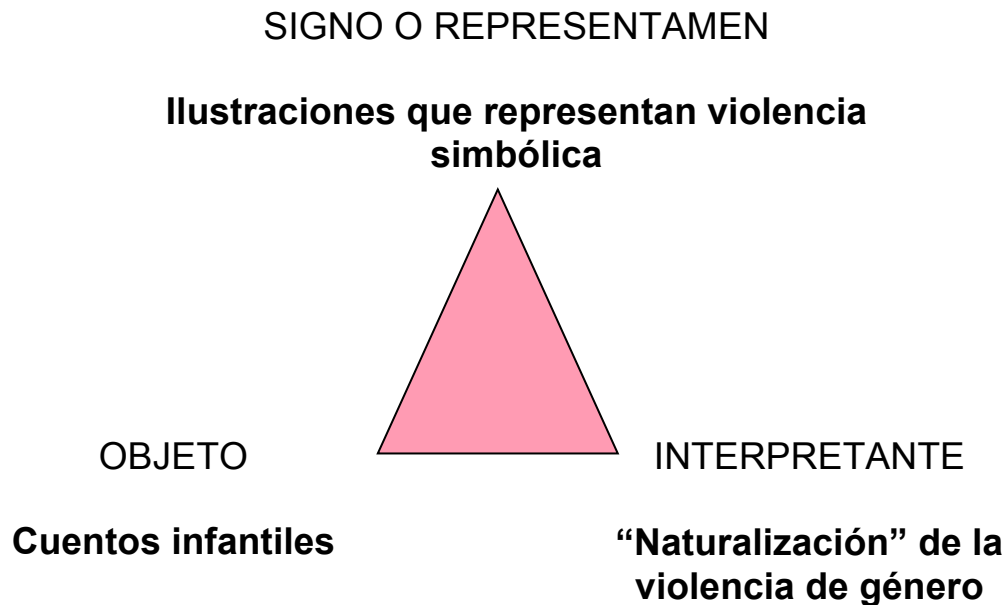 SIGNO O REPRESENTAMEN
Ilustraciones que representan violencia
simbólica
OBJETO
INTERPRETANTE
Cuentos infantiles
“Naturalización” de la
violencia de género